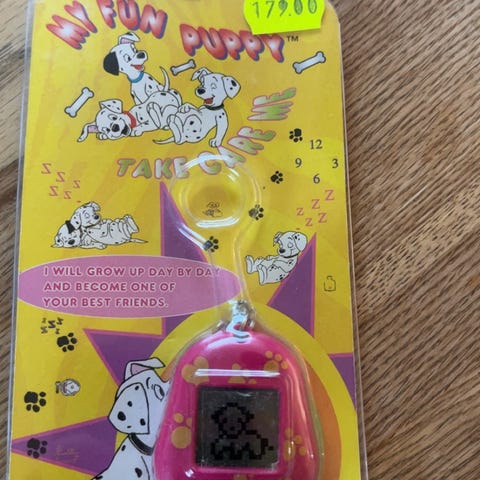 179.00
MY FUN PUPPY™
TAKE CARE ME
12
9 3
6
Z Z Z Z Z
Z Z Z Z Z
I WILL GROW UP DAY BY DAY
AND BECOME ONE OF
YOUR BEST FRIENDS.